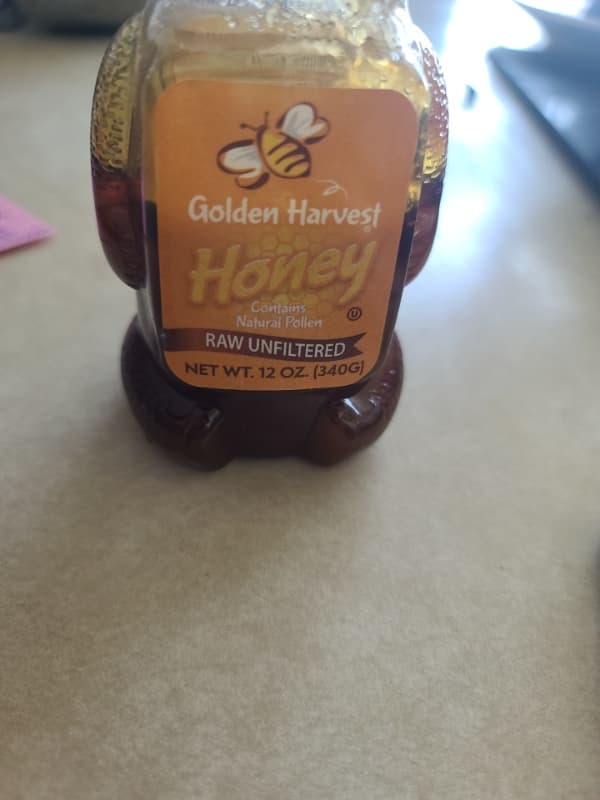 Golden Harvest
Honey
Contains
Natural Pollen
U
RAW UNFILTERED
NET WT. 12 OZ. (340G)